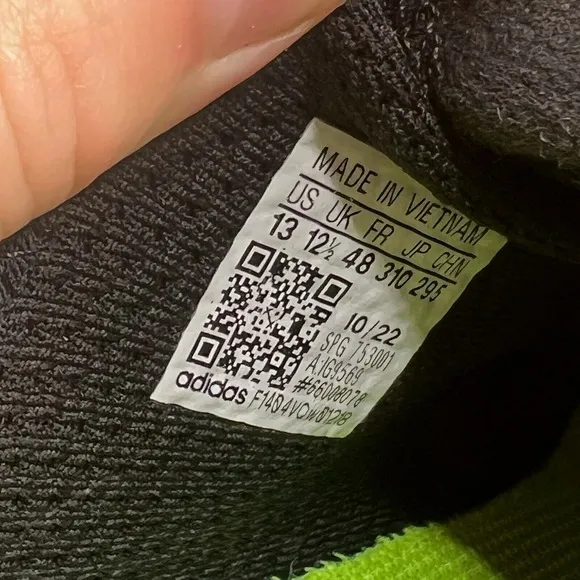 MADE IN VIETNAM
US UK FR JP CHN
13 12½ 48 310 295
10/22
SPG 753001
#66008078
adidas